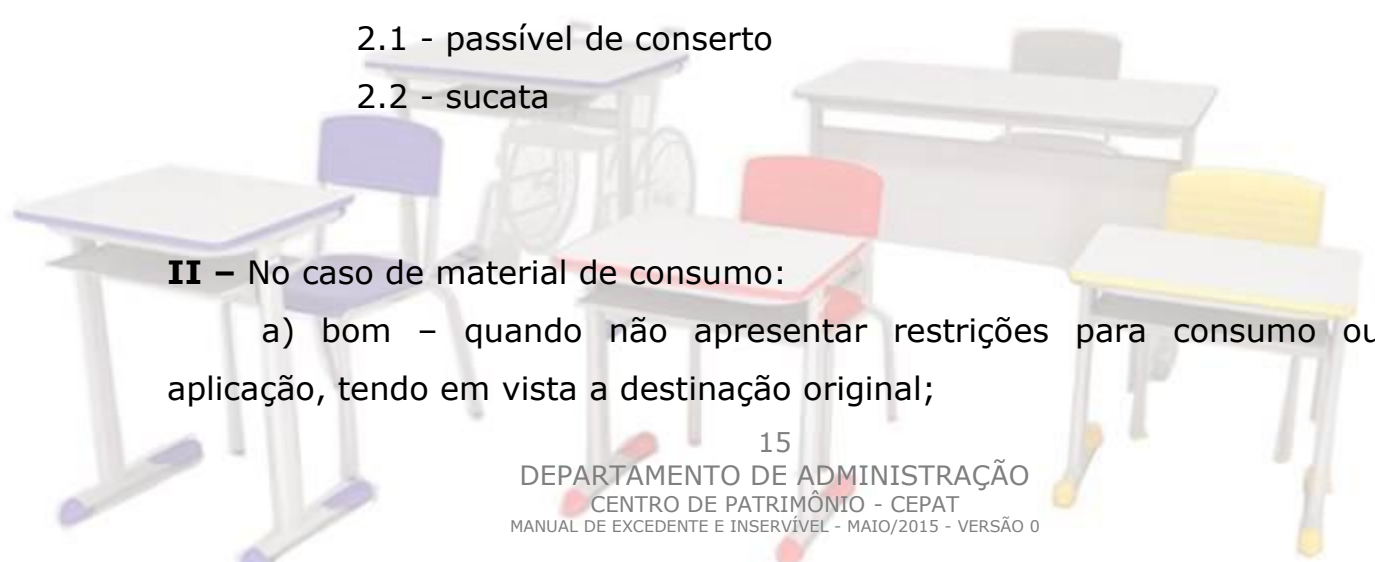 2.1 - passível de conserto
2.2 - sucata
II – No caso de material de consumo:
a) bom – quando não apresentar restrições para consumo ou
aplicação, tendo em vista a destinação original;
15
DEPARTAMENTO DE ADMINISTRAÇÃO
CENTRO DE PATRIMÔNIO - CEPAT
MANUAL DE EXCEDENTE E INSERVÍVEL - MAIO/2015 - VERSÃO 0